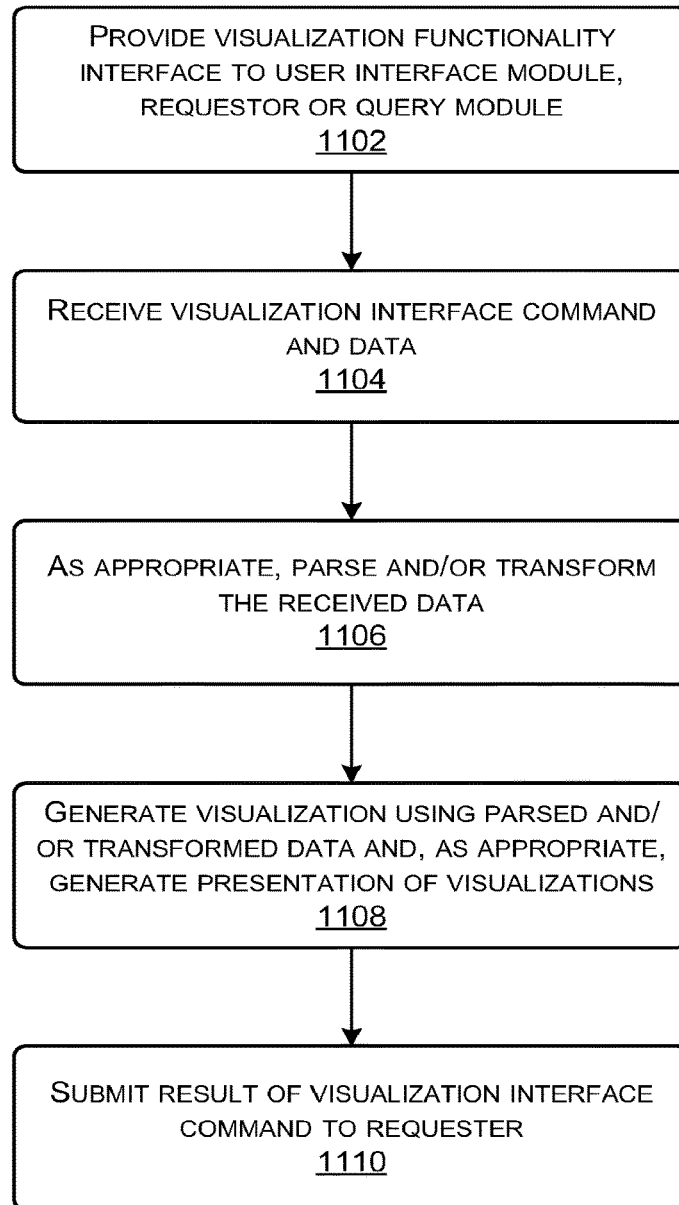 PROVIDE VISUALIZATION FUNCTIONALITY
INTERFACE TO USER INTERFACE MODULE,
REQUESTOR OR QUERY MODULE
1102
RECEIVE VISUALIZATION INTERFACE COMMAND
AND DATA
1104
AS APPROPRIATE, PARSE AND/OR TRANSFORM
THE RECEIVED DATA
1106
GENERATE VISUALIZATION USING PARSED AND/
OR TRANSFORMED DATA AND, AS APPROPRIATE,
GENERATE PRESENTATION OF VISUALIZATIONS
1108
SUBMIT RESULT OF VISUALIZATION INTERFACE
COMMAND TO REQUESTER
1110